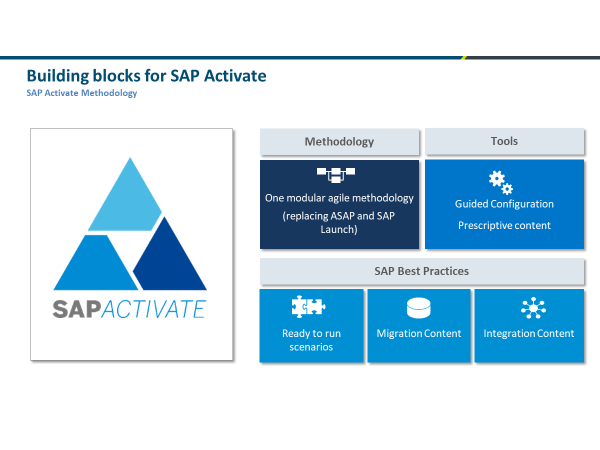 Building blocks for SAP Activate
SAP Activate Methodology
SAPACTIVATE
Methodology
One modular agile methodology
(replacing ASAP and SAP
Launch)
Tools
Guided Configuration
Prescriptive content
SAP Best Practices
Ready to run
scenarios
Migration Content
Integration Content